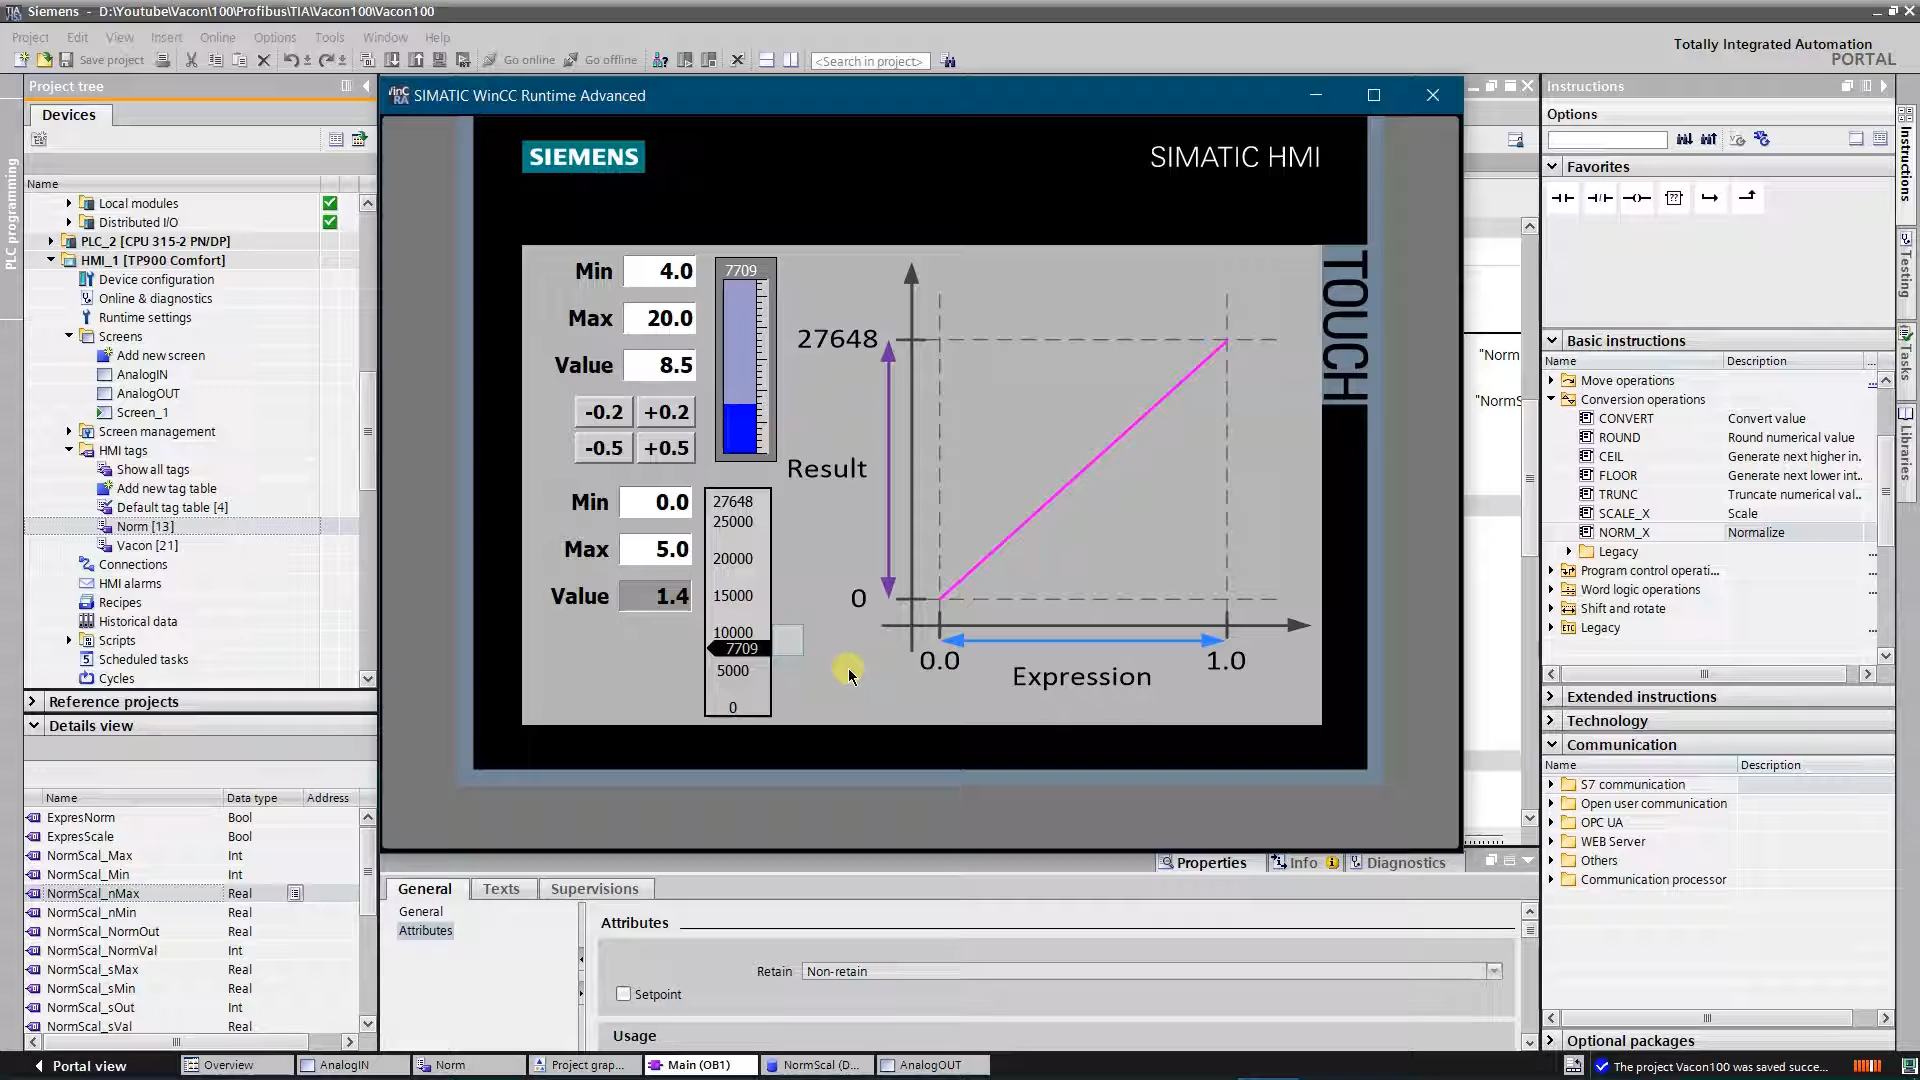 Siemens - D:\Youtube\Vacon\100\Profibus\TIA\Vacon100\Vacon100
Project Edit View Insert Online Options Tools Window Help
Totally Integrated Automation
PORTAL
Save project
Go online
Go offline
<Search in project>
Project tree
Devices
PLC programming
Name
Local modules
Distributed I/O
PLC_2 [CPU 315-2 PN/DP]
HMI_1 [TP900 Comfort]
Device configuration
Online & diagnostics
Runtime settings
Screens
Add new screen
AnalogIN
AnalogOUT
Screen_1
Screen management
HMI tags
Show all tags
Add new tag table
Default tag table [4]
Norm [13]
Vacon [21]
Connections
HMI alarms
Recipes
Historical data
Scripts
Scheduled tasks
Cycles
Reference projects
Details view
Name Data type Address
ExpresNorm Bool
ExpresScale Bool
NormScal_Max Int
NormScal_Min Int
NormScal_nMax Real
NormScal_nMin Real
NormScal_NormOut Real
NormScal_NormVal Int
NormScal_sMax Real
NormScal_sMin Real
NormScal_sOut Int
NormScal_sVal Real
SIMATIC WinCC Runtime Advanced
SIEMENS
SIMATIC HMI
TOUCH
Min 4.0
Max 20.0
Value 8.5
-0.2 +0.2
-0.5 +0.5
7709
Min 0.0
Max 5.0
Value 1.4
27648
25000
20000
15000
10000
7709
5000
0
27648
Result
0
0.0
1.0
Expression
"Norm
"NormS
Properties
Info
Diagnostics
General Texts Supervisions
General
Attributes
Attributes
Retain Non-retain
Setpoint
Usage
Instructions
Options
Favorites
??
Basic instructions
Name Description
Move operations
Conversion operations
CONVERT Convert value
ROUND Round numerical value
CEIL Generate next higher in.
FLOOR Generate next lower int..
TRUNC Truncate numerical val..
SCALE_X Scale
NORM_X Normalize
Legacy
Program control operati...
Word logic operations
Shift and rotate
Legacy
Extended instructions
Technology
Communication
Name Description
S7 communication
Open user communication
OPC UA
WEB Server
Others
Communication processor
Optional packages
Instructions
Testing
Tasks
Libraries
Portal view
Overview
AnalogIN
Norm
Project grap...
Main (OB1)
NormScal (D...
AnalogOUT
The project Vacon100 was saved succe...